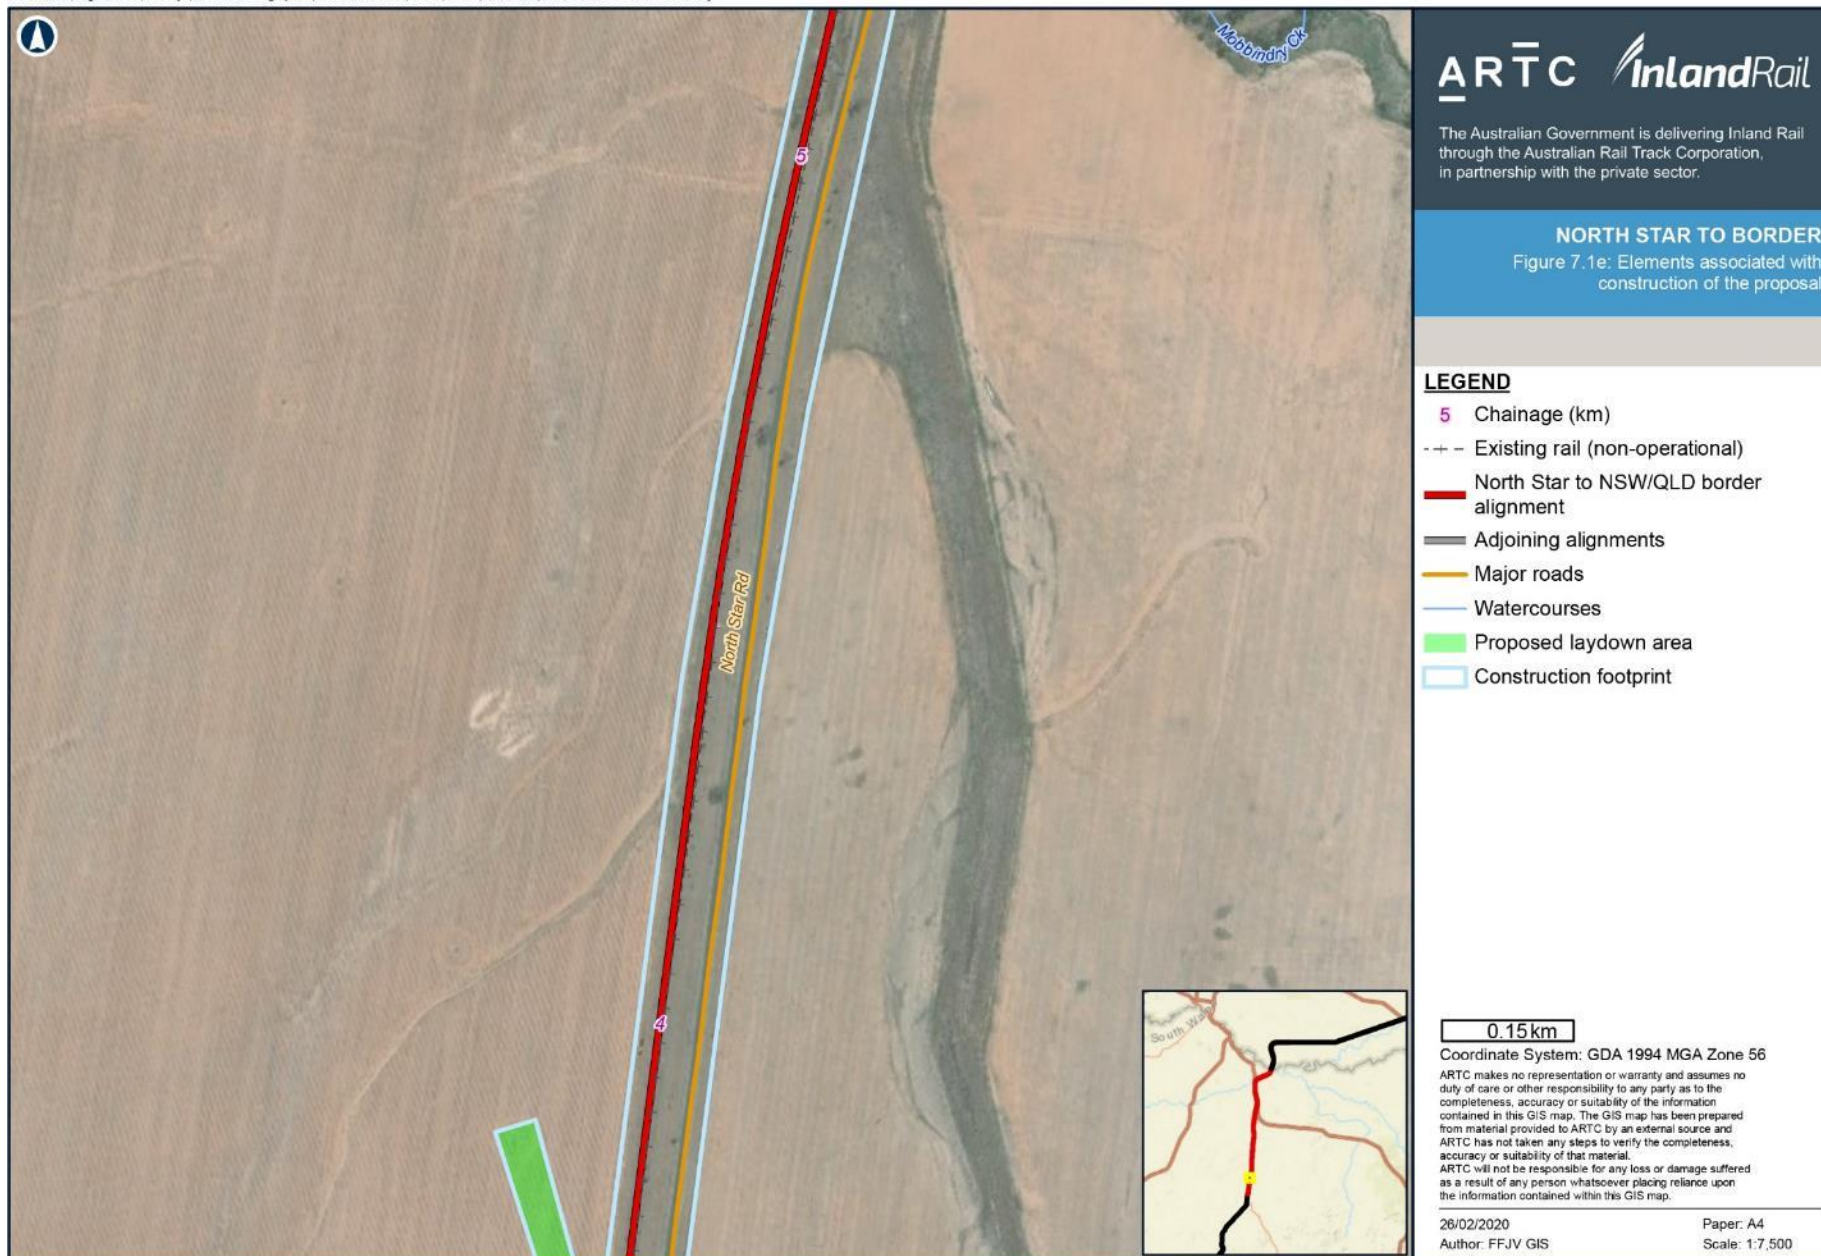 Mobbindry Ck
5
North Star Rd
4
South Wales
ARTC InlandRail
The Australian Government is delivering Inland Rail
through the Australian Rail Track Corporation,
in partnership with the private sector.
NORTH STAR TO BORDER
Figure 7.1e: Elements associated with
construction of the proposal
LEGEND
5 Chainage (km)
Existing rail (non-operational)
North Star to NSW/QLD border
alignment
Adjoining alignments
Major roads
Watercourses
Proposed laydown area
Construction footprint
0.15km
Coordinate System: GDA 1994 MGA Zone 56
ARTC makes no representation or warranty and assumes no
duty of care or other responsibility to any party as to the
completeness, accuracy or suitability of the information
contained in this GIS map. The GIS map has been prepared
from material provided to ARTC by an external source and
ARTC has not taken any steps to verify the completeness,
accuracy or suitability of that material.
ARTC will not be responsible for any loss or damage suffered
as a result of any person whatsoever placing reliance upon
the information contained within this GIS map.
26/02/2020 Paper: A4
Author: FFJV GIS Scale: 1:7,500